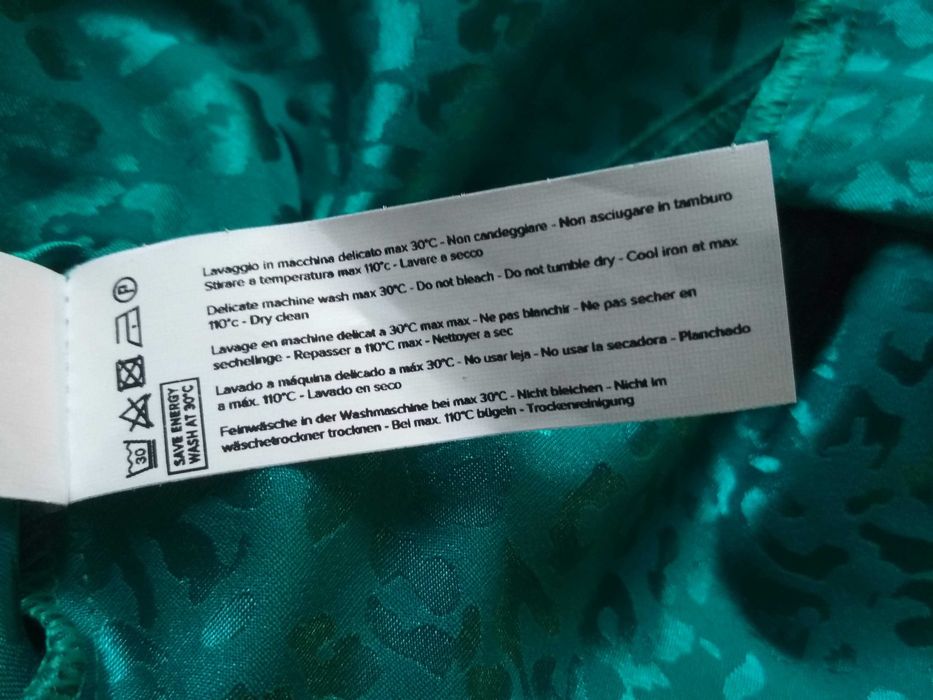 Lavaggio in macchina delicato max 30°C - Non candeggiare - Non asciugare in tamburo
Stirare a temperatura max 110°c - Lavare a secco
Delicate machine wash max 30°C - Do not bleach - Do not tumble dry - Cool iron at max
110°c - Dry clean
Lavage en machine delicat a 30°C max max - Ne pas blanchir - Ne pas secher en
sechelinge - Repasser a 110°C max - Nettoyer a sec
Lavado a máquina delicado a máx 30°C - No usar leja - No usar la secadora - Planchado
a máx. 110°C - Lavado en seco
Feinwäsche in der Washmaschine bei max 30°C - Nicht bleichen - Nicht im
wäschetrockner trocknen - Bei max. 110°C bügeln - Trockenreinigung
P
30
SAVE ENERGY
WASH AT 30°C